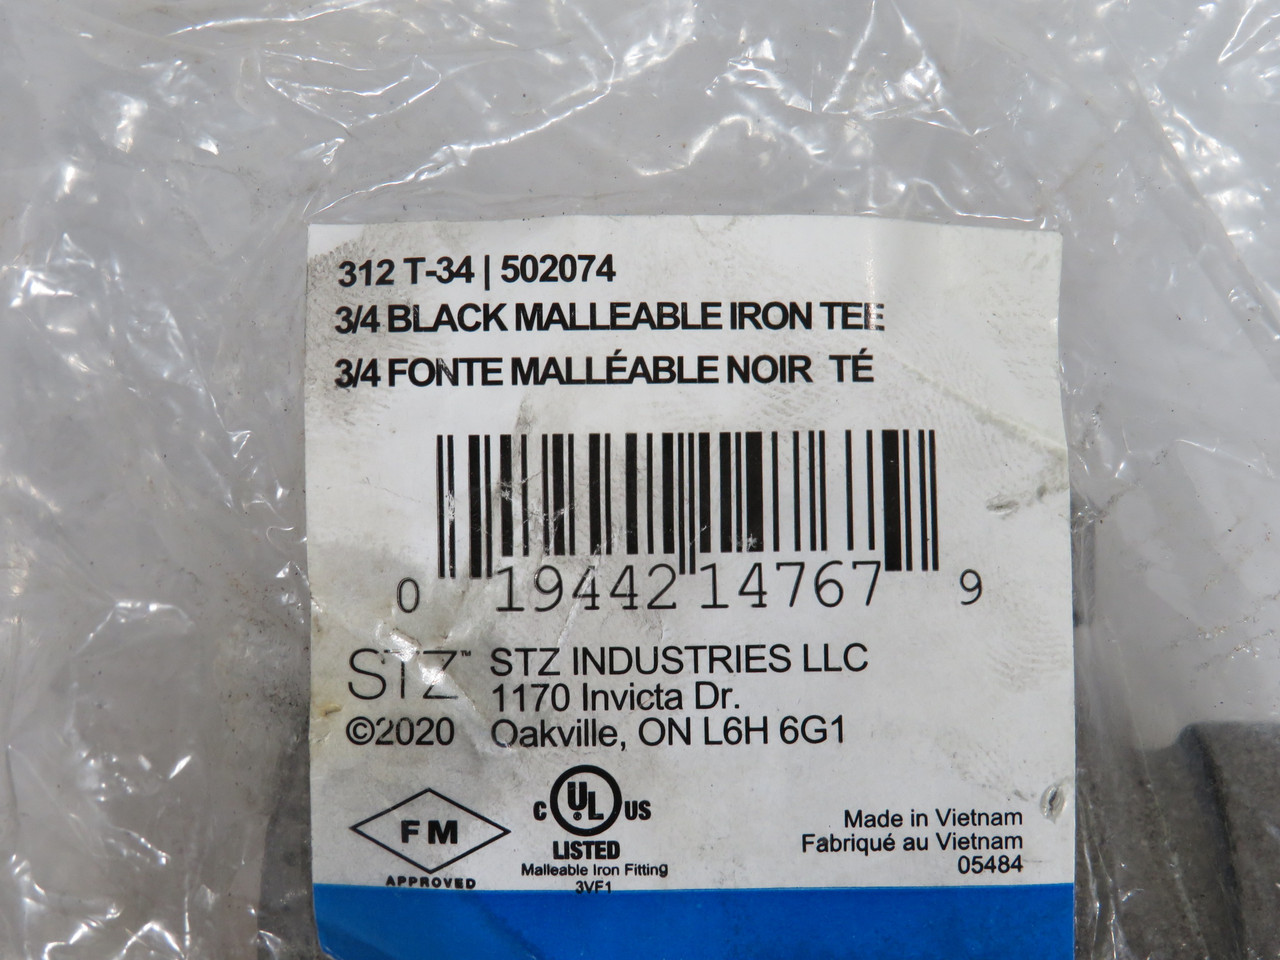 312 T-34 | 502074
3/4 BLACK MALLEABLE IRON TEE
3/4 FONTE MALLÉABLE NOIR TÉ
0 19442 14767 9
STZ™ STZ INDUSTRIES LLC
1170 Invicta Dr.
©2020 Oakville, ON L6H 6G1
FM
APPROVED
C UL ® US
LISTED
Malleable Iron Fitting
3VF1
Made in Vietnam
Fabriqué au Vietnam
05484